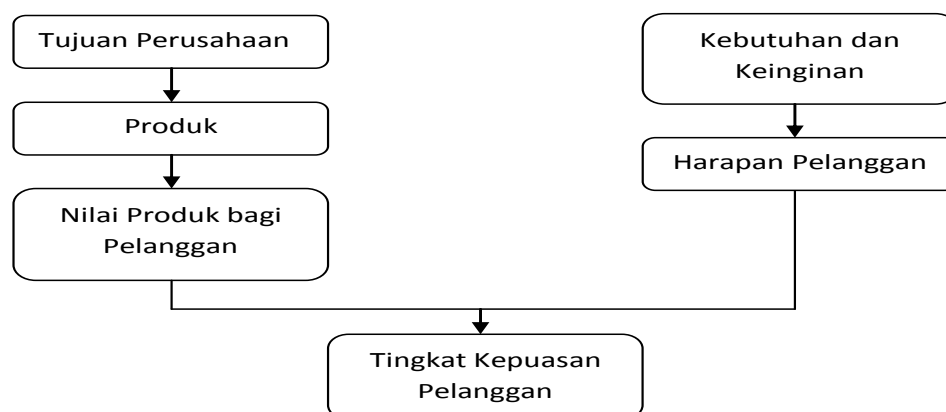 Tujuan Perusahaan
Produk
Nilai Produk bagi
Pelanggan
Kebutuhan dan
Keinginan
Harapan Pelanggan
Tingkat Kepuasan
Pelanggan